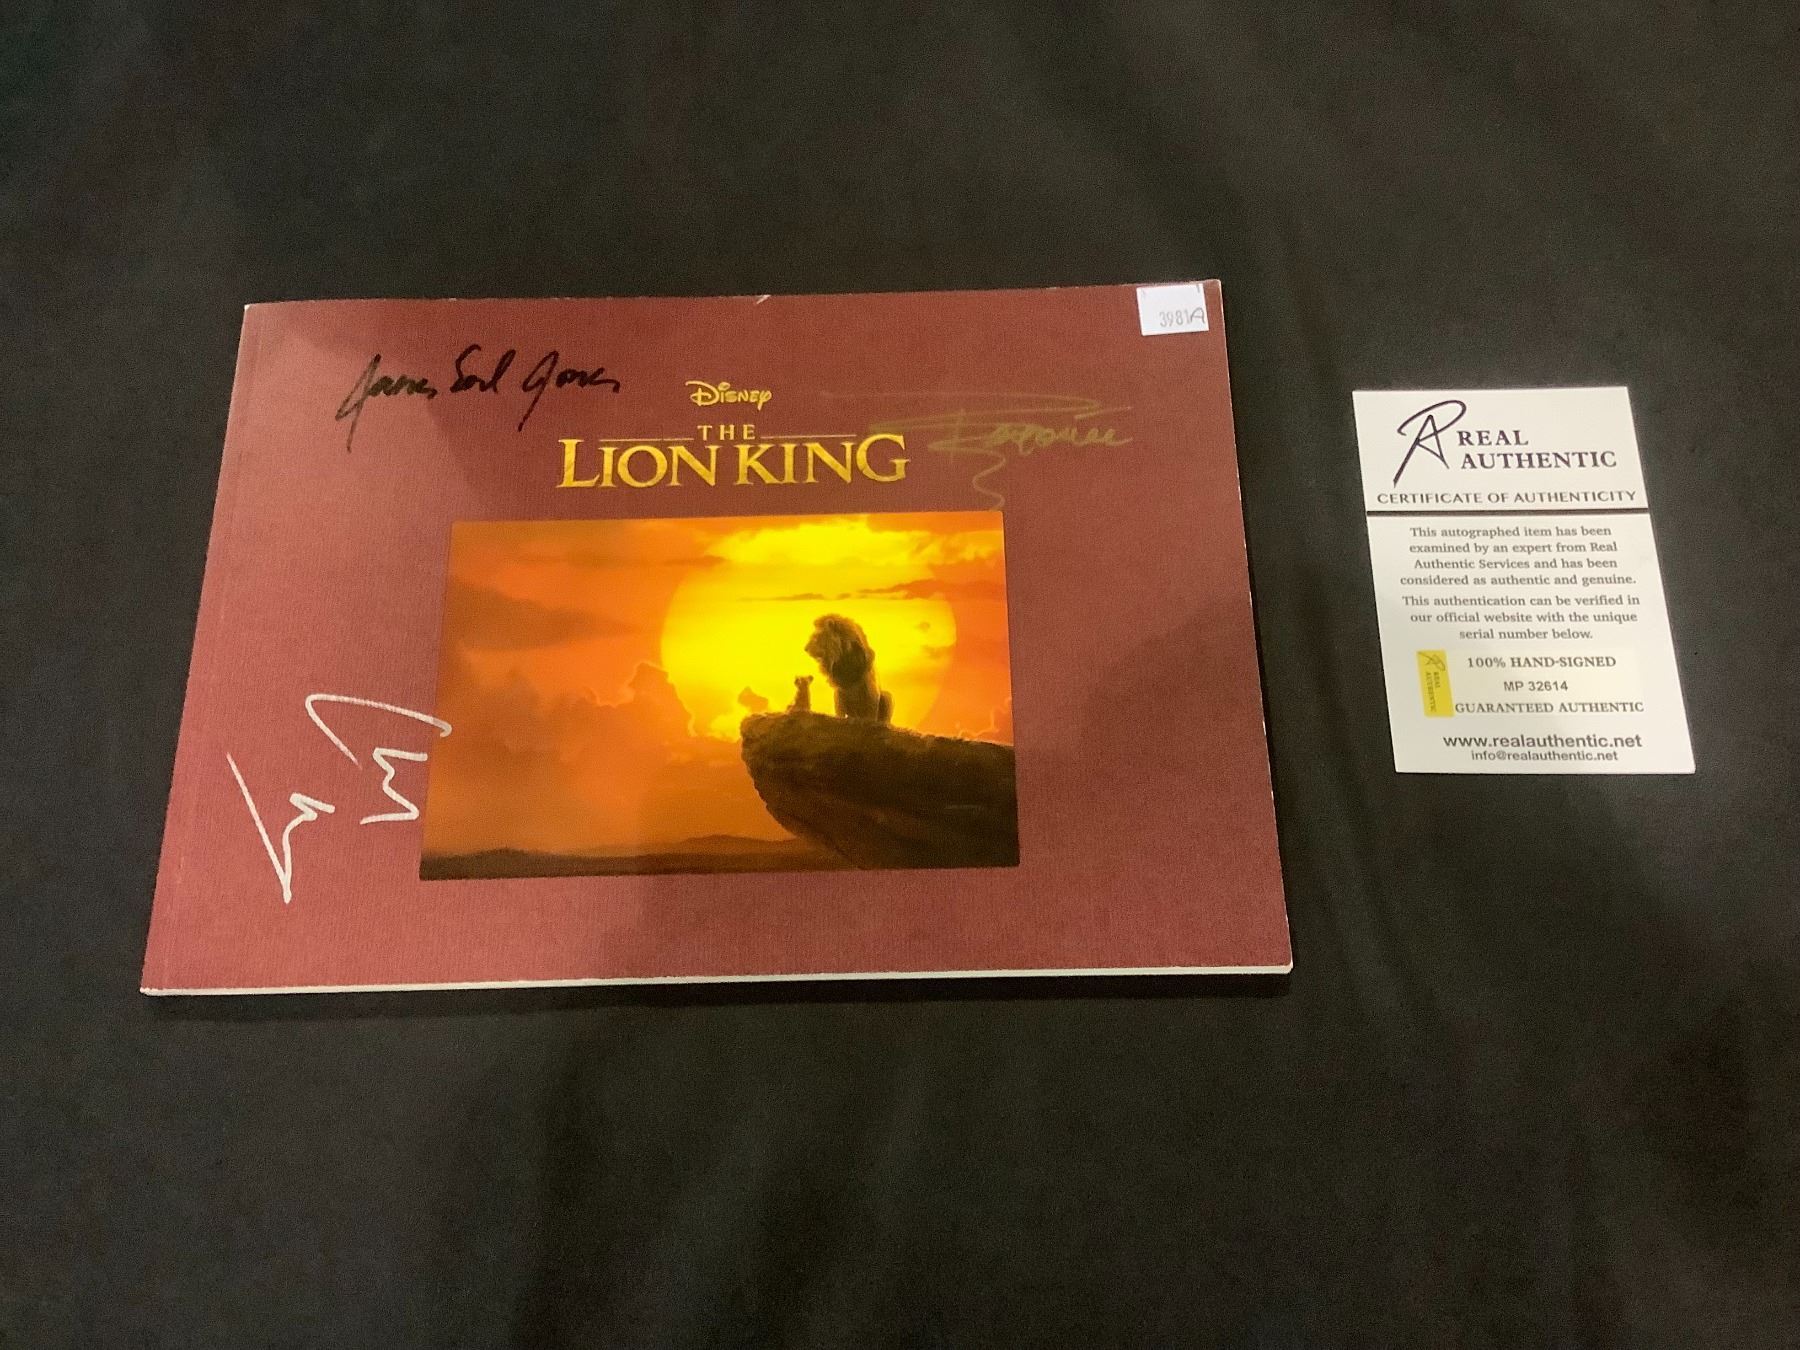 3981A
James Earl Jones
Disney
THE
LION KING
Beyoncé
REAL
AUTHENTIC
CERTIFICATE OF AUTHENTICITY
This autographed item has been
examined by an expert from Real
Authentic Services and has been
considered as authentic and genuine.
This authentication can be verified in
our official website with the unique
serial number below.
REAL
AUTHENTIC
100% HAND-SIGNED
MP 32614
GUARANTEED AUTHENTIC
www.realauthentic.net
info@realauthentic.net